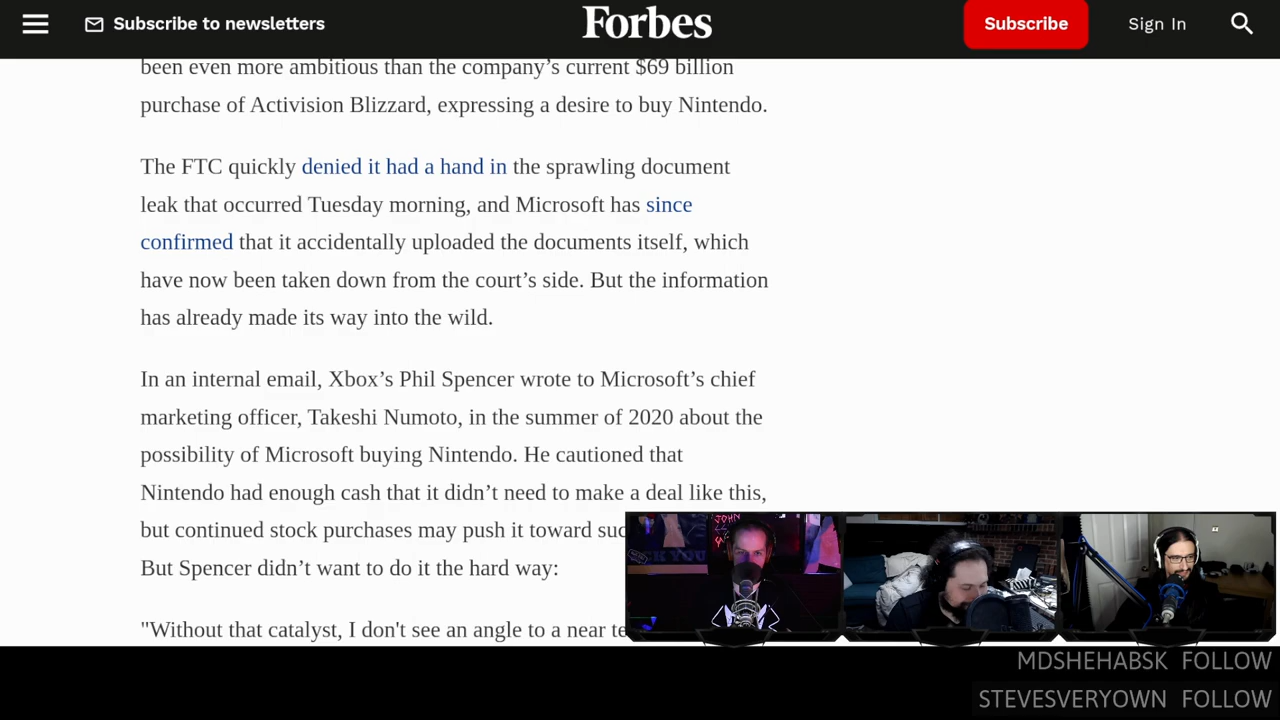 Subscribe to newsletters
Forbes
Subscribe
Sign In
been even more ambitious than the company’s current $69 billion
purchase of Activision Blizzard, expressing a desire to buy Nintendo.
The FTC quickly denied it had a hand in the sprawling document
leak that occurred Tuesday morning, and Microsoft has since
confirmed that it accidentally uploaded the documents itself, which
have now been taken down from the court’s side. But the information
has already made its way into the wild.
In an internal email, Xbox’s Phil Spencer wrote to Microsoft’s chief
marketing officer, Takeshi Numoto, in the summer of 2020 about the
possibility of Microsoft buying Nintendo. He cautioned that
Nintendo had enough cash that it didn’t need to make a deal like this,
but continued stock purchases may push it toward
But Spencer didn’t want to do it the hard way:
"Without that catalyst, I don't see an angle to a near
JOHN
YOU
MDSHEHABSK FOLLOW
STEVESVERYOWN FOLLOW